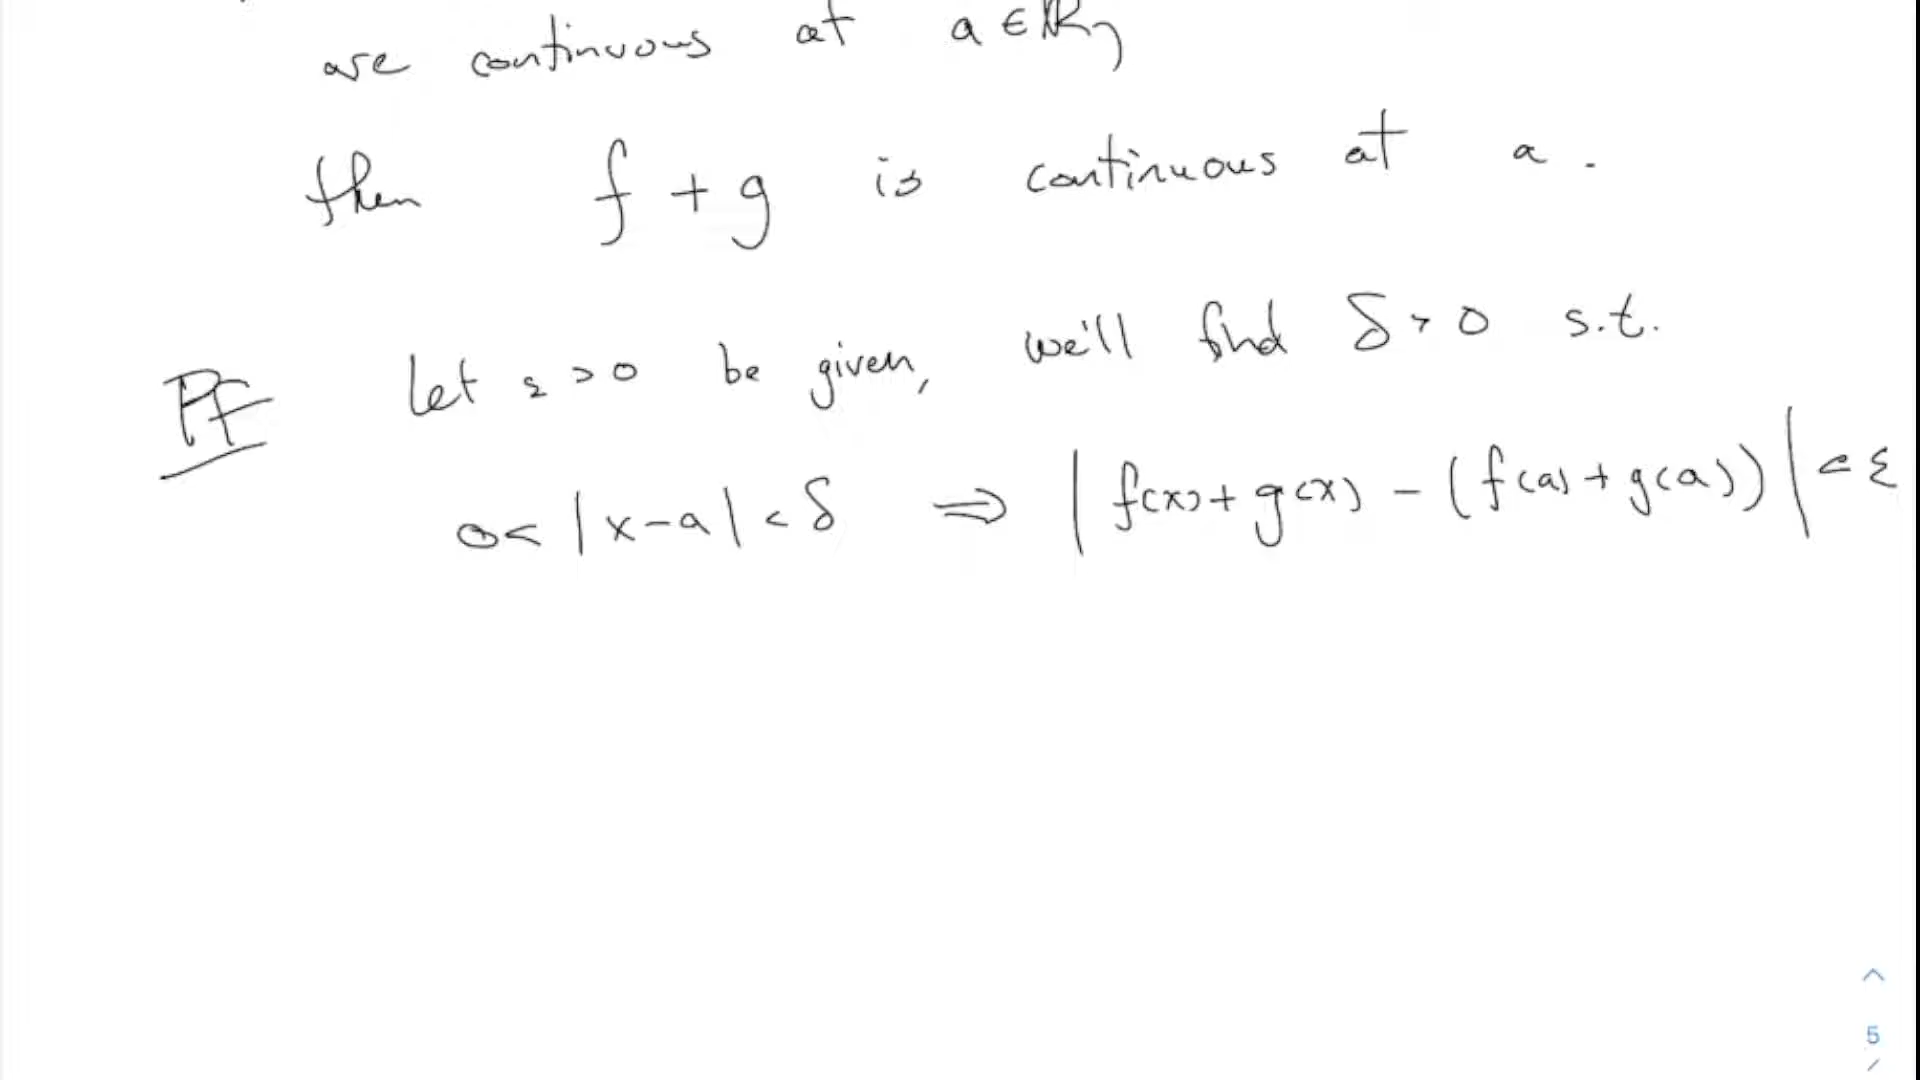 are continuous at a ∈ ℝ,
then f + g is continuous at a .
Pf Let ε > 0 be given, we'll find δ > 0 s.t.
0 < |x-a| < δ ⇒ | f(x) + g(x) - (f(a) + g(a)) | < ε
5